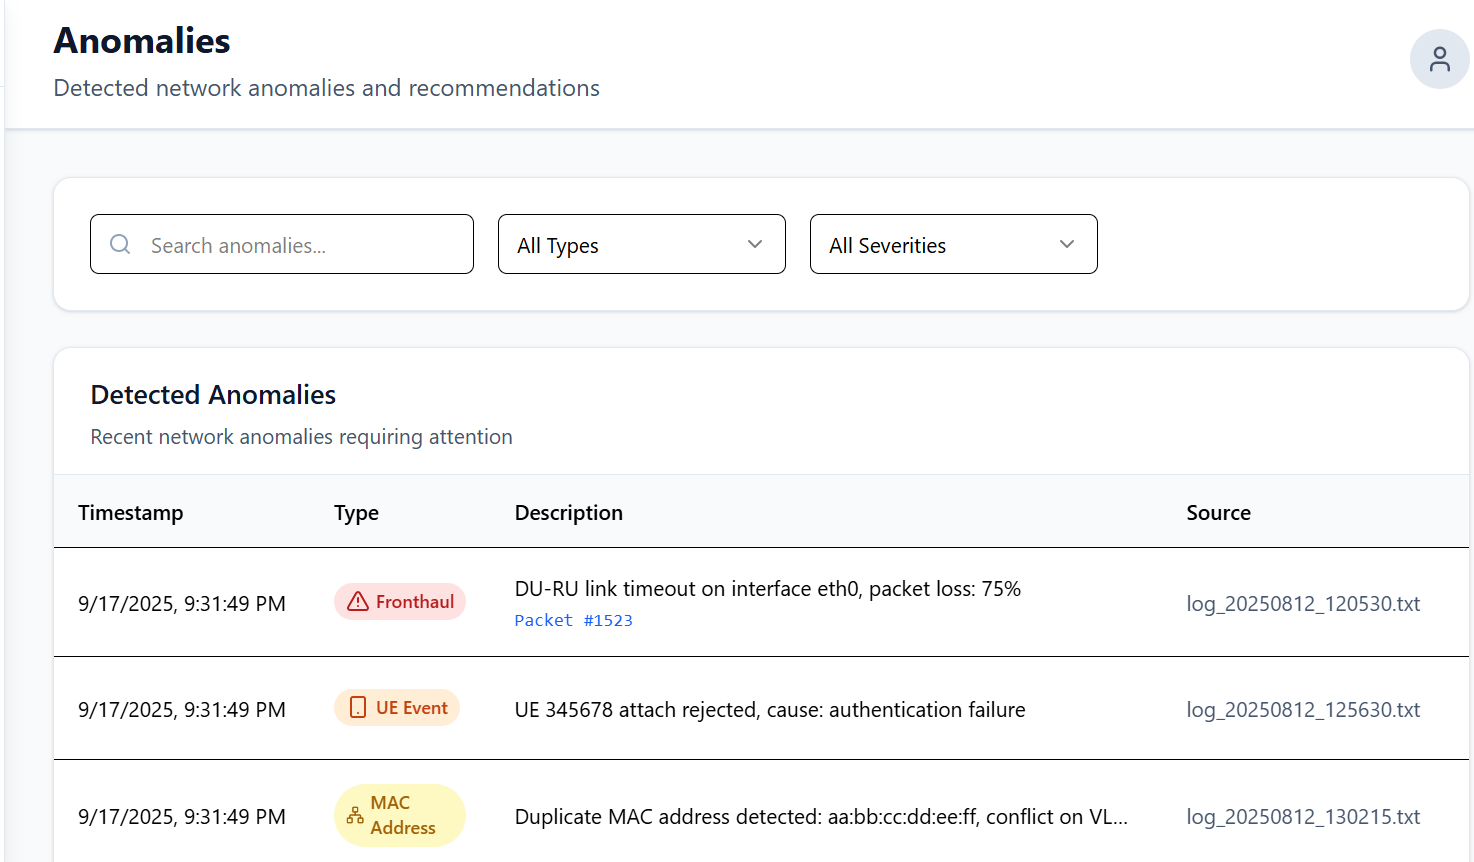 Anomalies
Detected network anomalies and recommendations
Search anomalies...
All Types
All Severities
Detected Anomalies
Recent network anomalies requiring attention
Timestamp Type Description Source
9/17/2025, 9:31:49 PM Fronthaul DU-RU link timeout on interface eth0, packet loss: 75% log_20250812_120530.txt
Packet #1523
9/17/2025, 9:31:49 PM UE Event UE 345678 attach rejected, cause: authentication failure log_20250812_125630.txt
9/17/2025, 9:31:49 PM MAC Address Duplicate MAC address detected: aa:bb:cc:dd:ee:ff, conflict on VL... log_20250812_130215.txt